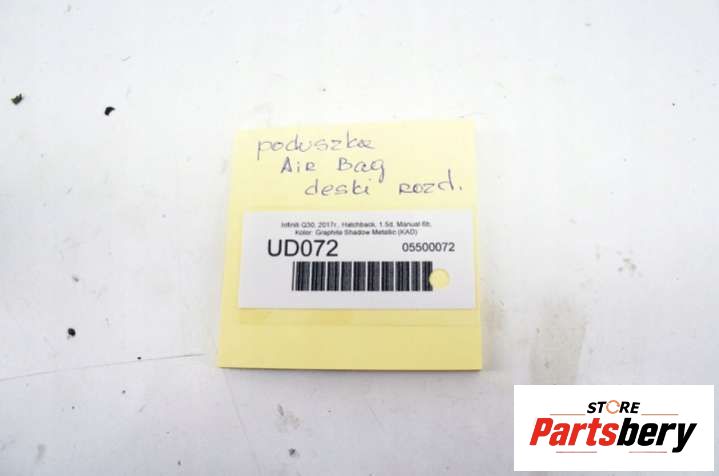 poduszka
Air Bag
deski rozd.
Infiniti Q30, 2017r., Hatchback, 1.5d, Manual 6b,
Kolor: Graphite Shadow Metallic (KAD)
UD072 05500072
STORE
Partsbery